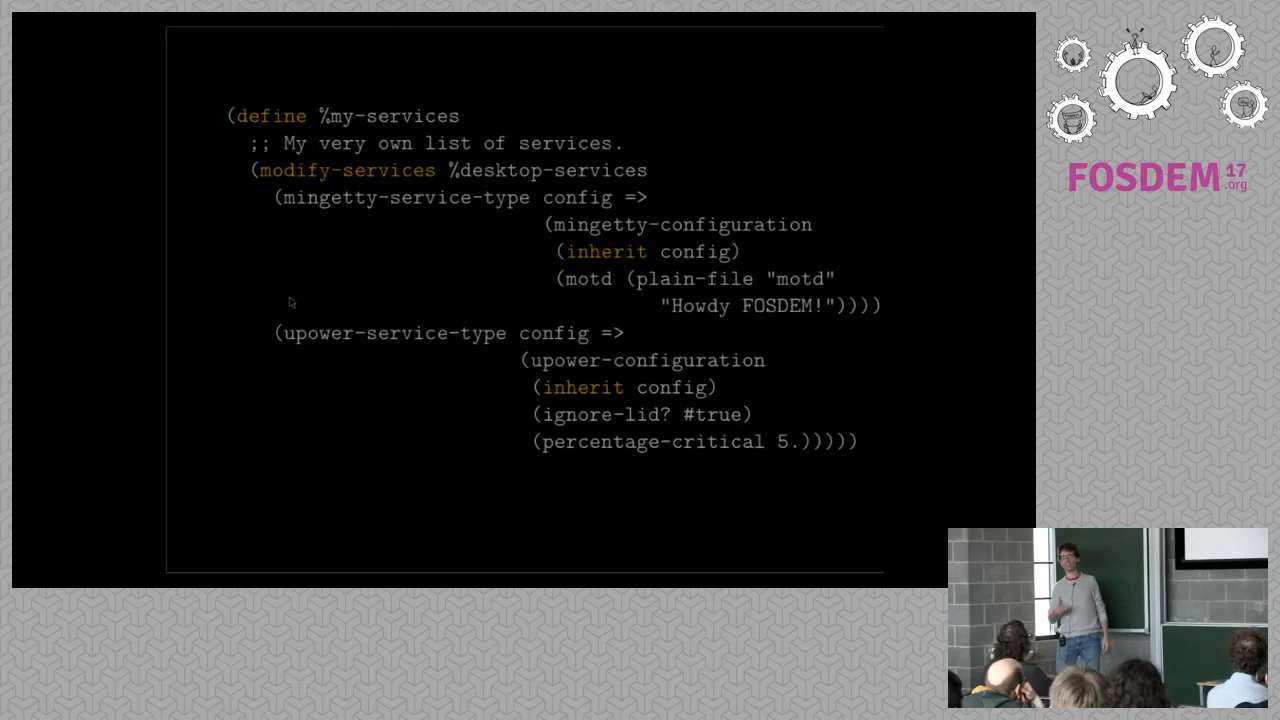 (define %my-services
;; My very own list of services.
(modify-services %desktop-services
(mingetty-service-type config =>
(mingetty-configuration
(inherit config)
(motd (plain-file "motd"
"Howdy FOSDEM!"))))
(upower-service-type config =>
(upower-configuration
(inherit config)
(ignore-lid? #true)
(percentage-critical 5.)))))
FOSDEM 17
.org